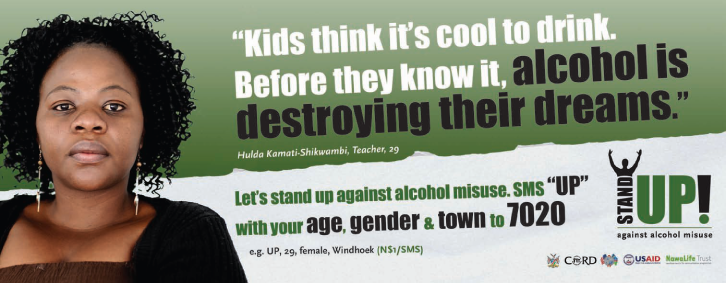 “Kids think it’s cool to drink.
Before they know it, alcohol is
destroying their dreams.”
Hulda Kamati-Shikwambi, Teacher, 29
Let’s stand up against alcohol misuse. SMS “UP”
with your age, gender & town to 7020
e.g. UP, 29, female, Windhoek (N$1/SMS)
STAND UP!
against alcohol misuse
USAID
NawaLife Trust